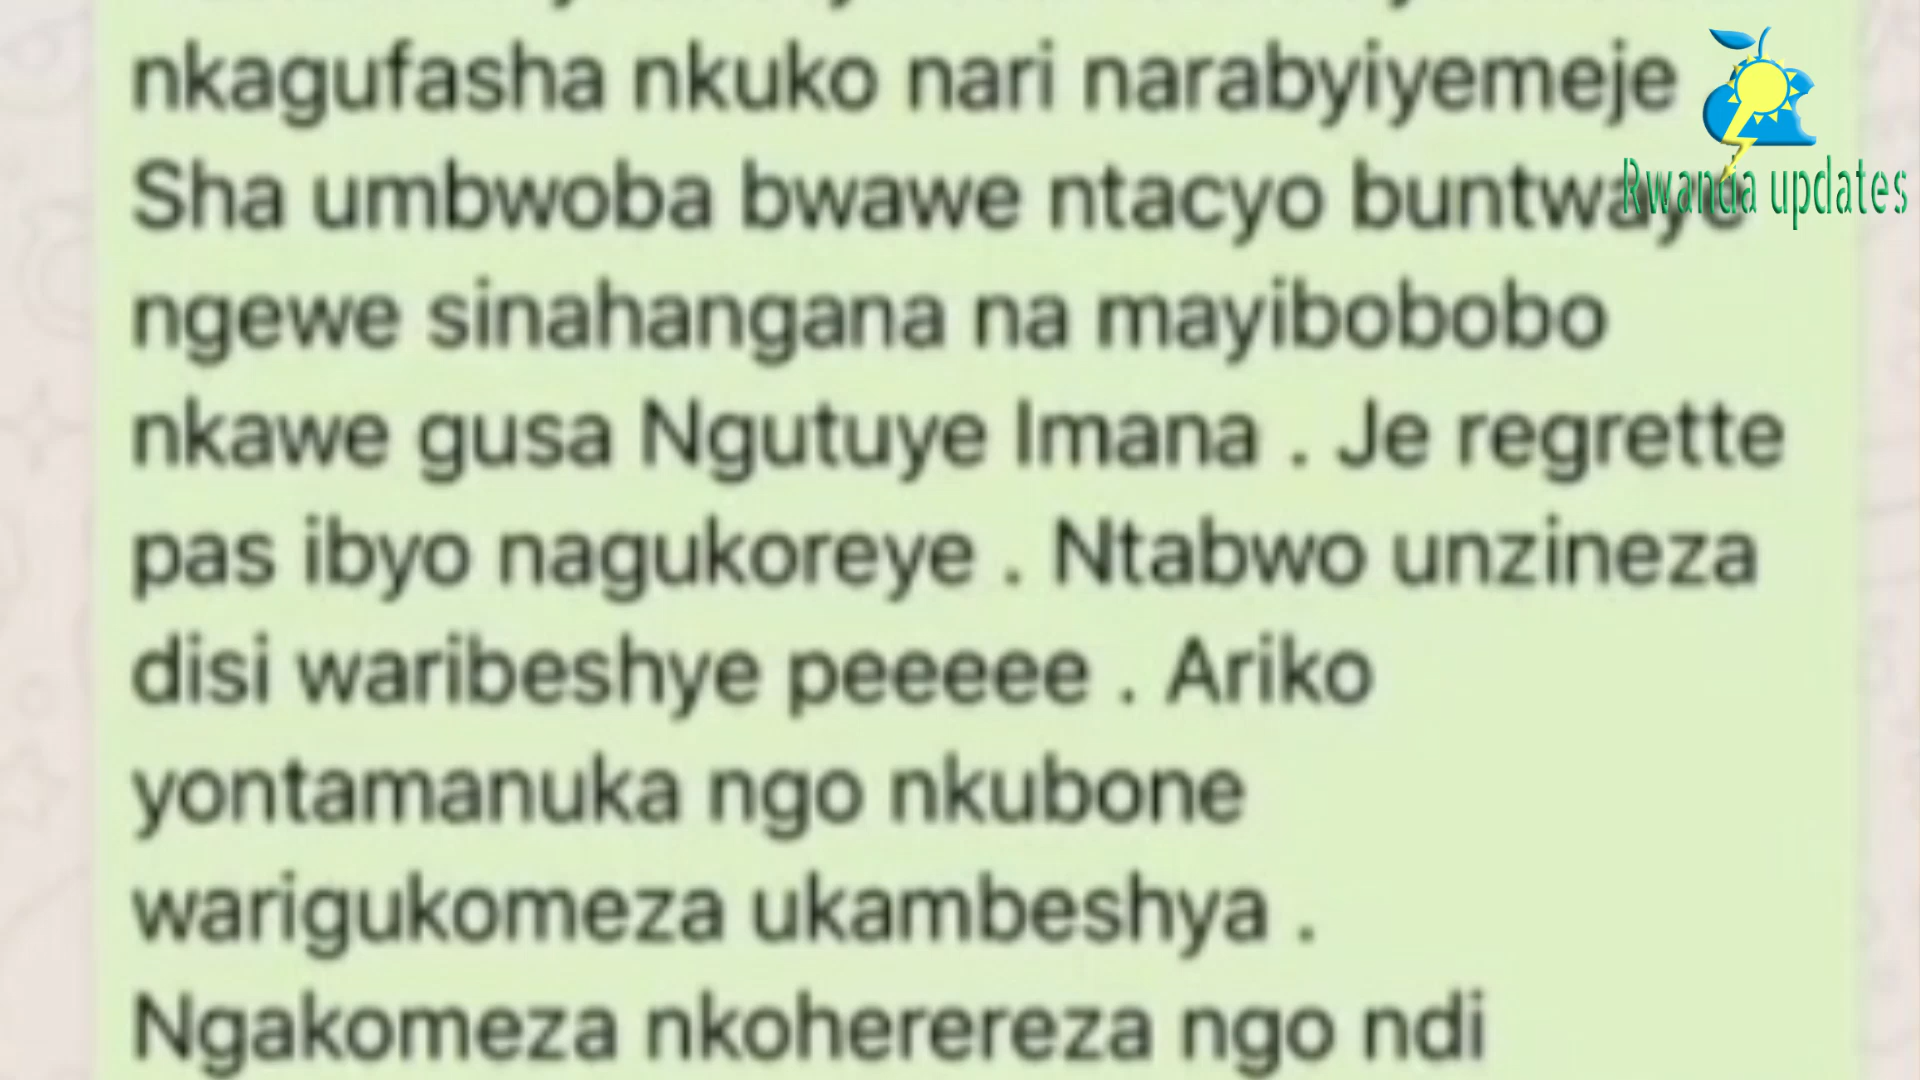 nkagufasha nkuko nari narabyiyemeje
Sha umbwoba bwawe ntacyo buntwaye
ngewe sinahangana na mayibobobo
nkawe gusa Ngutuye Imana . Je regrette
pas ibyo nagukoreye . Ntabwo unzineza
disi waribeshye peeeee . Ariko
yontamanuka ngo nkubone
warigukomeza ukambeshya .
Ngakomeza nkoherereza ngo ndi
Rwanda updates